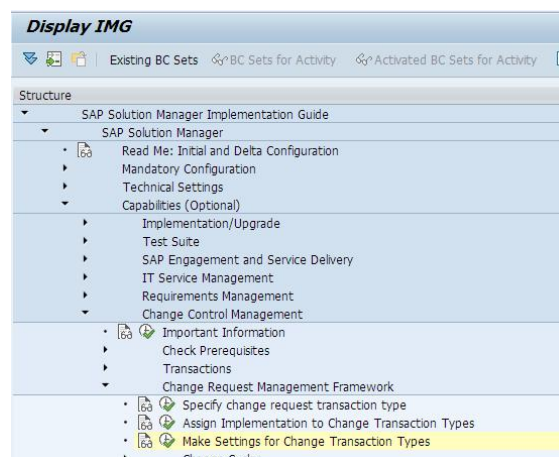 Display IMG
Existing BC Sets BC Sets for Activity Activated BC Sets for Activity
Structure
SAP Solution Manager Implementation Guide
SAP Solution Manager
Read Me: Initial and Delta Configuration
Mandatory Configuration
Technical Settings
Capabilities (Optional)
Implementation/Upgrade
Test Suite
SAP Engagement and Service Delivery
IT Service Management
Requirements Management
Change Control Management
Important Information
Check Prerequisites
Transactions
Change Request Management Framework
Specify change request transaction type
Assign Implementation to Change Transaction Types
Make Settings for Change Transaction Types